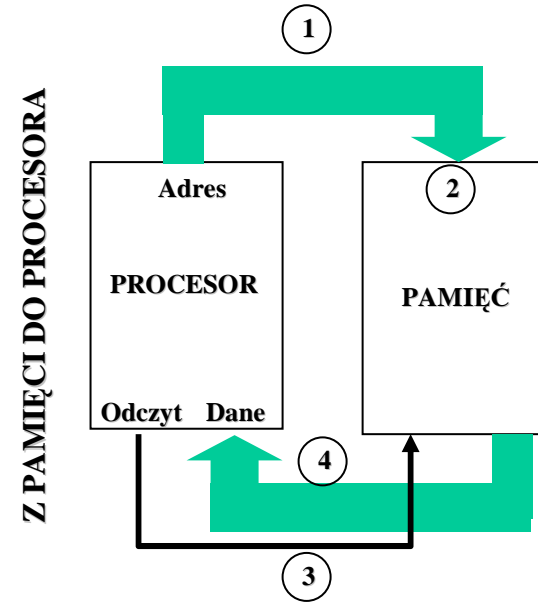 Z PAMIĘCI DO PROCESORA
1
Adres
2
PROCESOR
PAMIĘĆ
Odczyt Dane
4
3